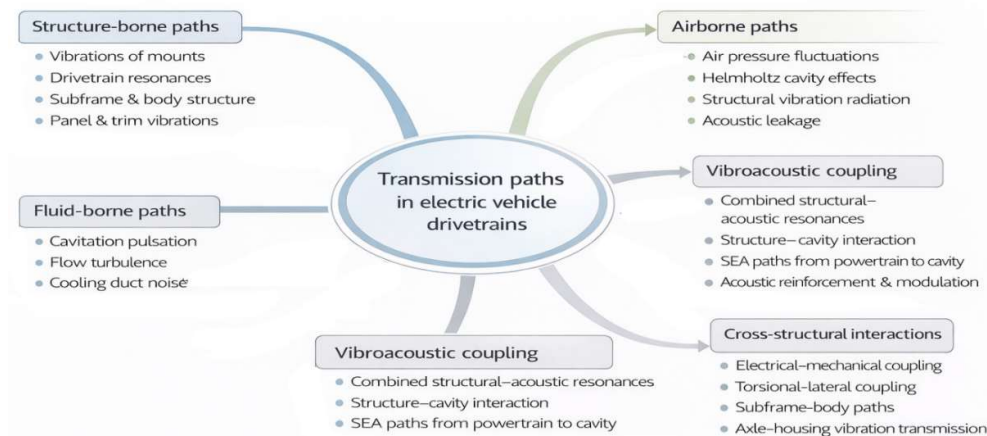 Structure-borne paths
Vibrations of mounts
Drivetrain resonances
Subframe & body structure
Panel & trim vibrations
Airborne paths
Air pressure fluctuations
Helmholtz cavity effects
Structural vibration radiation
Acoustic leakage
Transmission paths
in electric vehicle
drivetrains
Fluid-borne paths
Cavitation pulsation
Flow turbulence
Cooling duct noise
Vibroacoustic coupling
Combined structural–
acoustic resonances
Structure–cavity interaction
SEA paths from powertrain to cavity
Acoustic reinforcement & modulation
Vibroacoustic coupling
Combined structural–acoustic resonances
Structure–cavity interaction
SEA paths from powertrain to cavity
Cross-structural interactions
Electrical–mechanical coupling
Torsional-lateral coupling
Subframe-body paths
Axle-housing vibration transmission